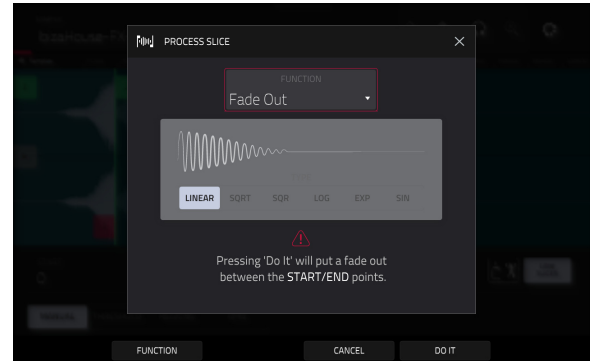 PROCESS SLICE
FUNCTION
Fade Out
LINEAR SQRT SQR LOG EXP SIN
Pressing 'Do It' will put a fade out
between the START/END points.
FUNCTION CANCEL DO IT